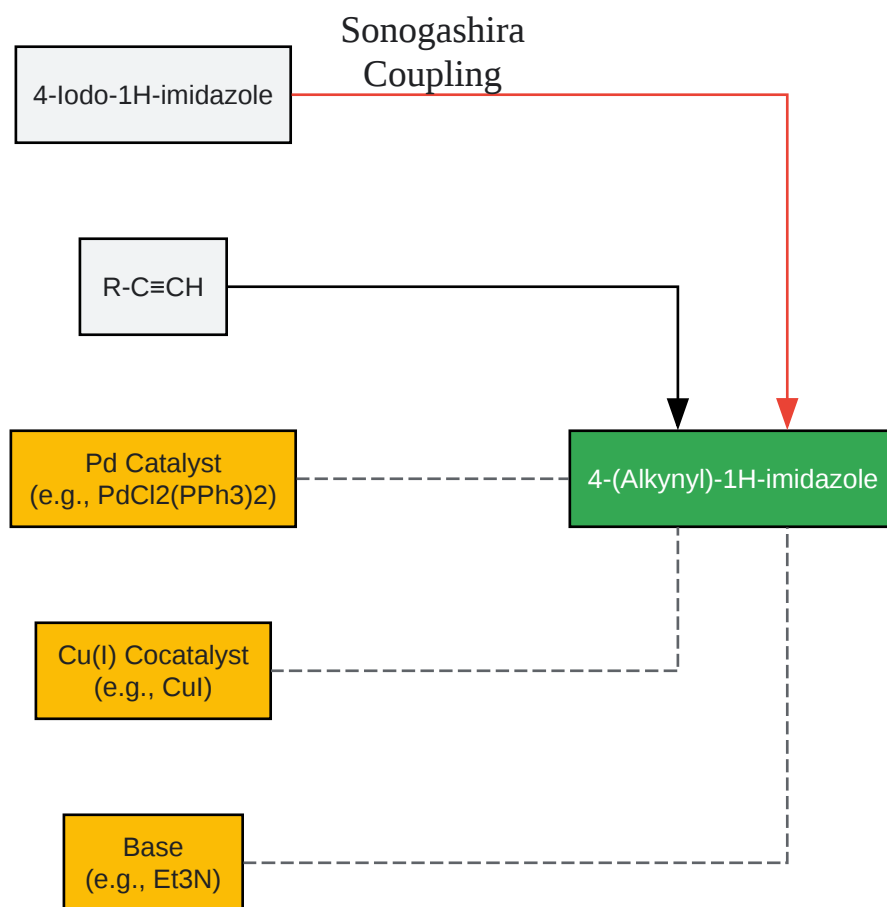 Sonogashira
Coupling
4-Iodo-1H-imidazole
R-C≡CH
Pd Catalyst
(e.g., PdCl2(PPh3)2)
4-(Alkynyl)-1H-imidazole
Cu(I) Cocatalyst
(e.g., CuI)
Base
(e.g., Et3N)